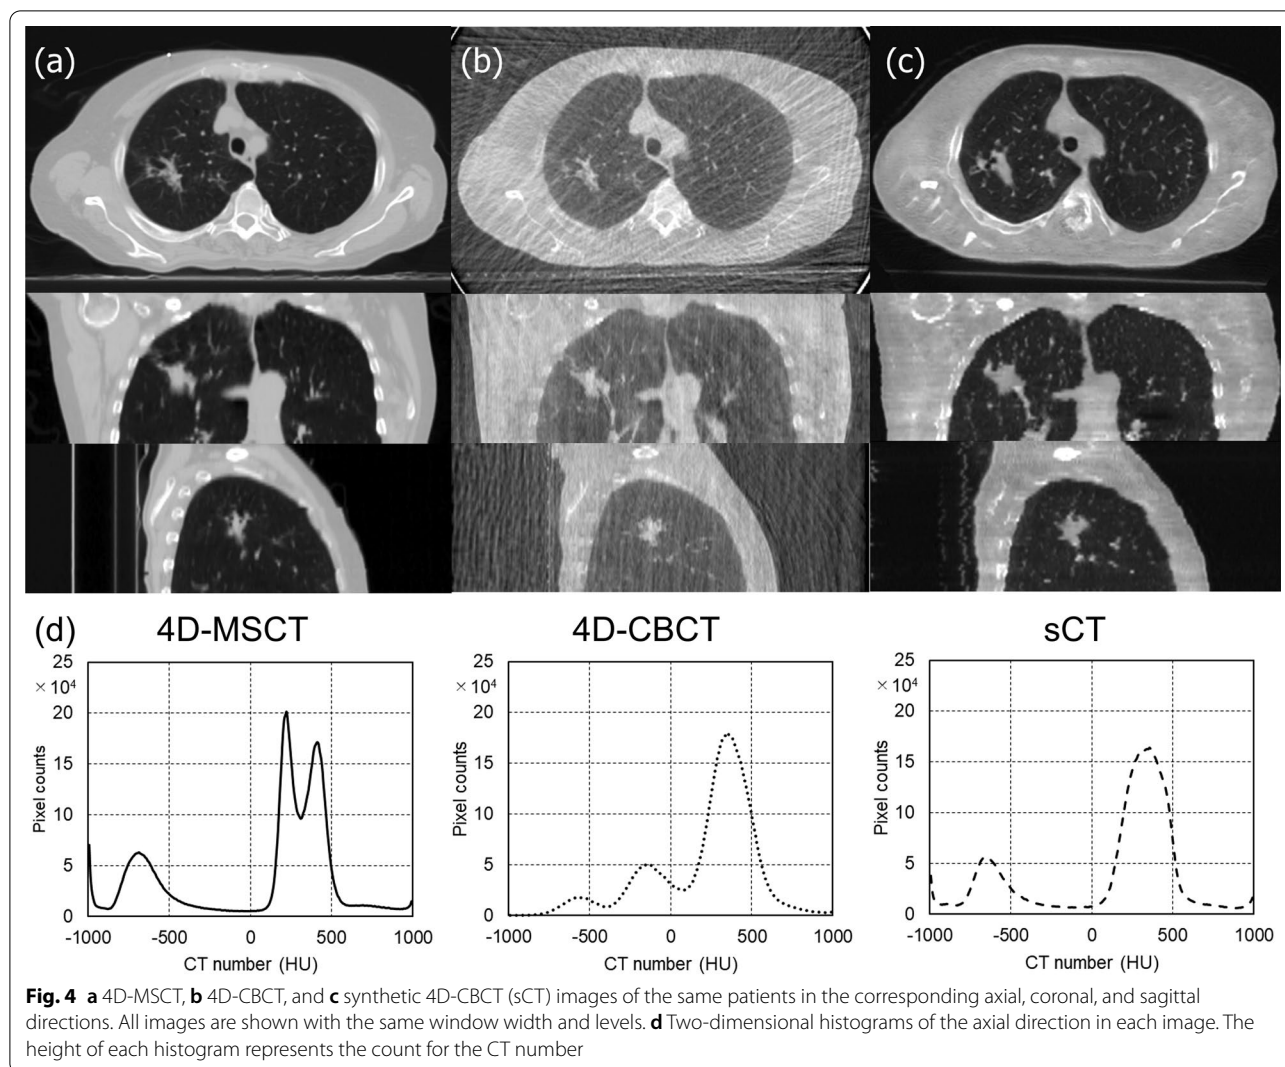 (a) (b) (c)
(d) 4D-MSCT 4D-CBCT sCT
25 25 25
× 10⁴ × 10⁴ × 10⁴
20 20 20
15 15 15
10 10 10
5 5 5
0 0 0
Pixel counts Pixel counts Pixel counts
-1000 -500 0 500 1000 -1000 -500 0 500 1000 -1000 -500 0 500 1000
CT number (HU) CT number (HU) CT number (HU)
Fig. 4 a 4D-MSCT, b 4D-CBCT, and c synthetic 4D-CBCT (sCT) images of the same patients in the corresponding axial, coronal, and sagittal
directions. All images are shown with the same window width and levels. d Two-dimensional histograms of the axial direction in each image. The
height of each histogram represents the count for the CT number